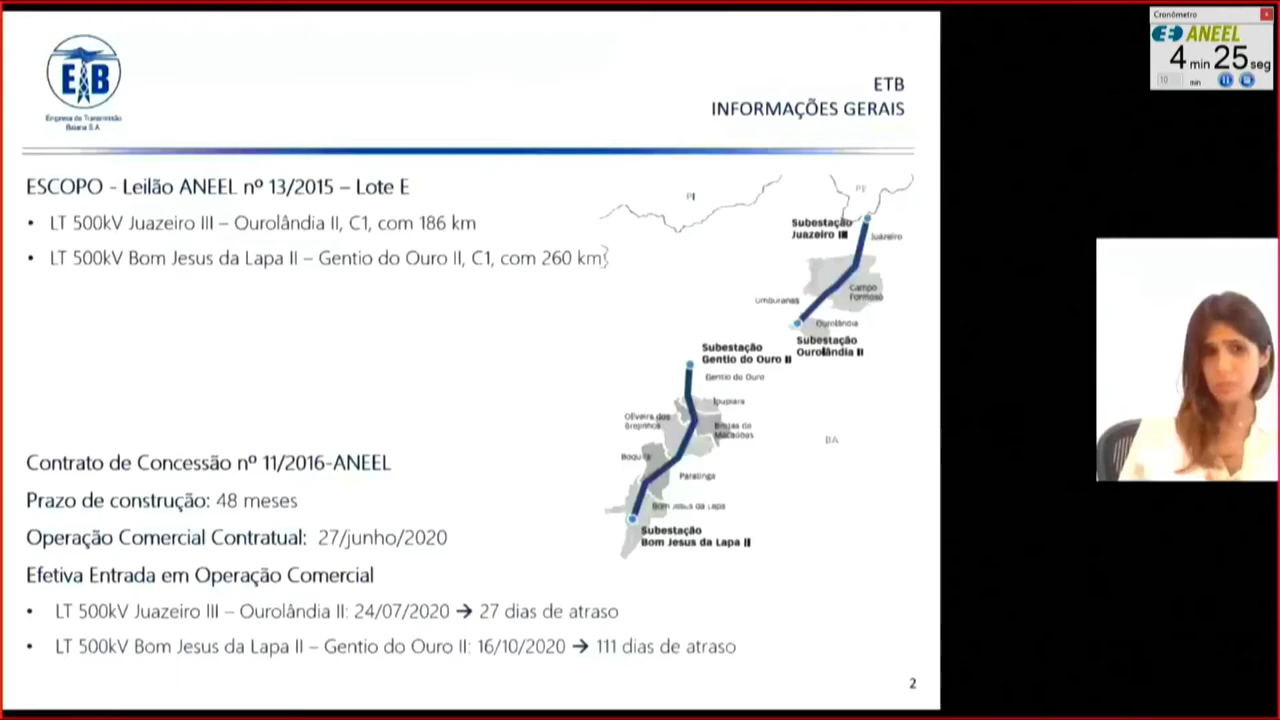 ETB
Empresa de Transmissão
Baiana S.A
ETB
INFORMAÇÕES GERAIS
ESCOPO - Leilão ANEEL nº 13/2015 – Lote E
• LT 500kV Juazeiro III – Ourolândia II, C1, com 186 km
• LT 500kV Bom Jesus da Lapa II – Gentio do Ouro II, C1, com 260 km
Contrato de Concessão nº 11/2016-ANEEL
Prazo de construção: 48 meses
Operação Comercial Contratual: 27/junho/2020
Efetiva Entrada em Operação Comercial
• LT 500kV Juazeiro III – Ourolândia II: 24/07/2020 → 27 dias de atraso
• LT 500kV Bom Jesus da Lapa II – Gentio do Ouro II: 16/10/2020 → 111 dias de atraso
PI
PE
Subestação
Juazeiro III
Juazeiro
Campo
Formoso
Umburanas
Ourolândia
Subestação
Ourolândia II
Subestação
Gentio do Ouro II
Gentio do Ouro
Ipupiara
Oliveira dos
Brejinhos
Brotas de
Macaúbas
BA
Boquira
Paratinga
Bom Jesus da Lapa
Subestação
Bom Jesus da Lapa II
2
Cronômetro
ANEEL
4 min 25 seg
10 min